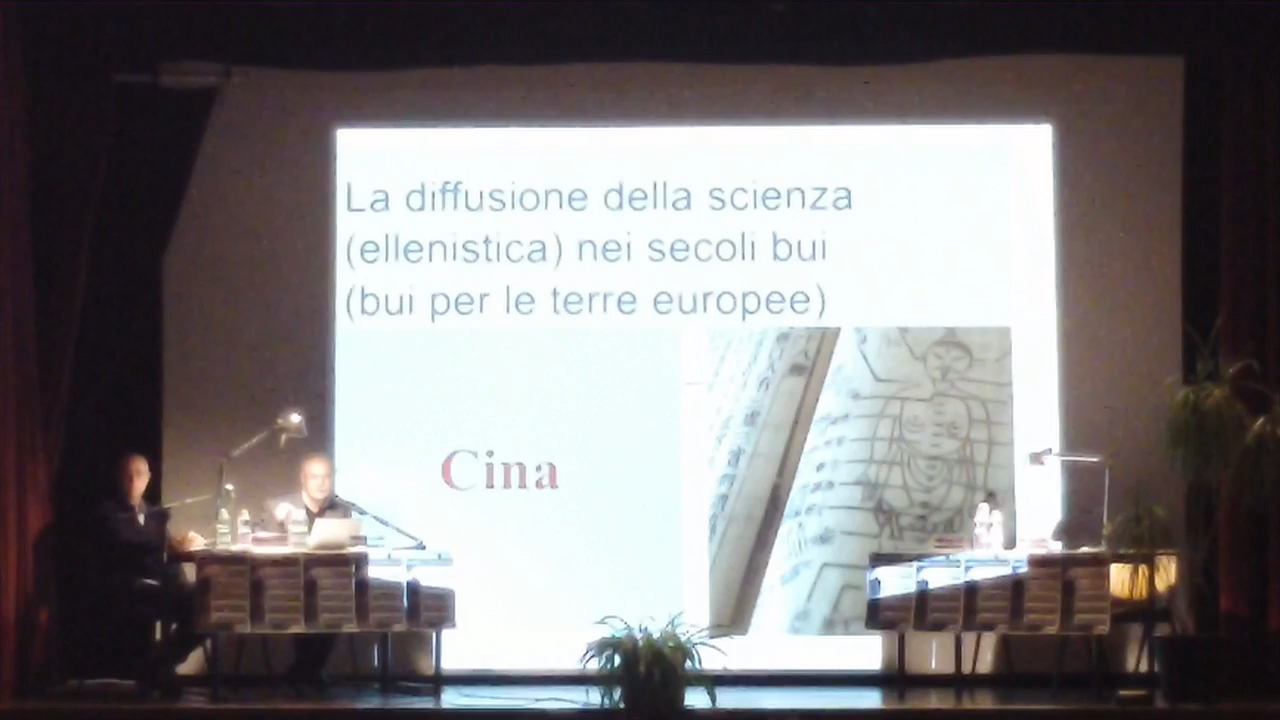 La diffusione della scienza
(ellenistica) nei secoli bui
(bui per le terre europee)
Cina